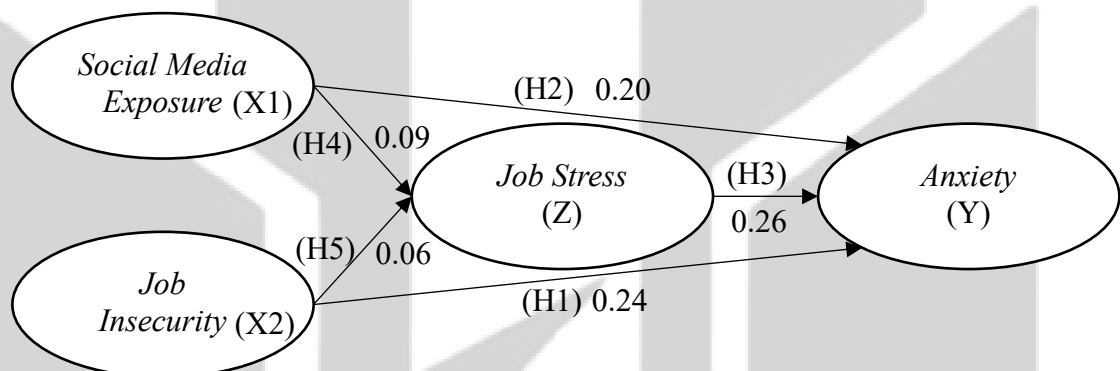 Social Media
Exposure (X1)
(H2) 0.20
(H4) 0.09
Job Stress
(Z)
(H3)
0.26
Anxiety
(Y)
(H5) 0.06
Job
Insecurity (X2)
(H1) 0.24